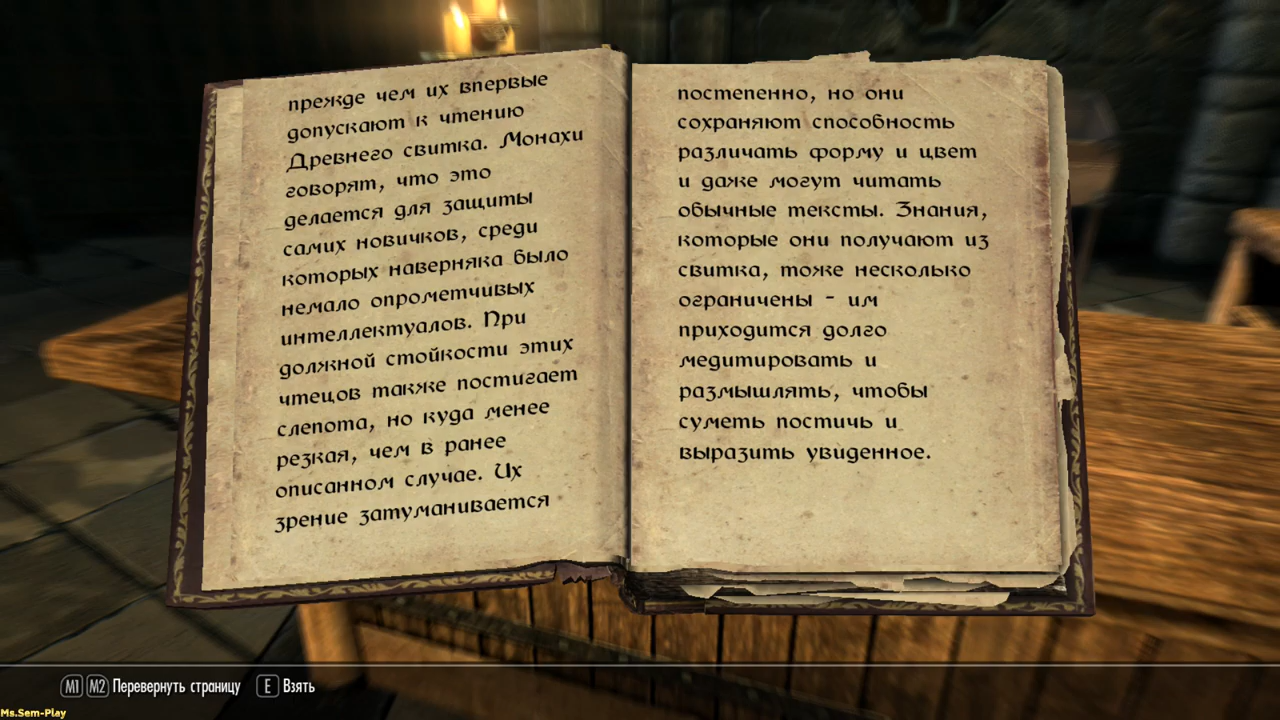 прежде чем их впервые
допускают к чтению
Древнего свитка. Монахи
говорят, что это
делается для защиты
самих новичков, среди
которых наверняка было
немало опрометчивых
интеллектуалов. При
должной стойкости этих
чтецов также постигает
слепота, но куда менее
резкая, чем в ранее
описанном случае. Их
зрение затуманивается
постепенно, но они
сохраняют способность
различать форму и цвет
и даже могут читать
обычные тексты. Знания,
которые они получают из
свитка, тоже несколько
ограничены - им
приходится долго
медитировать и
размышлять, чтобы
суметь постичь и
выразить увиденное.
M1 M2 Перевернуть страницу E Взять
Ms.Sem-Play